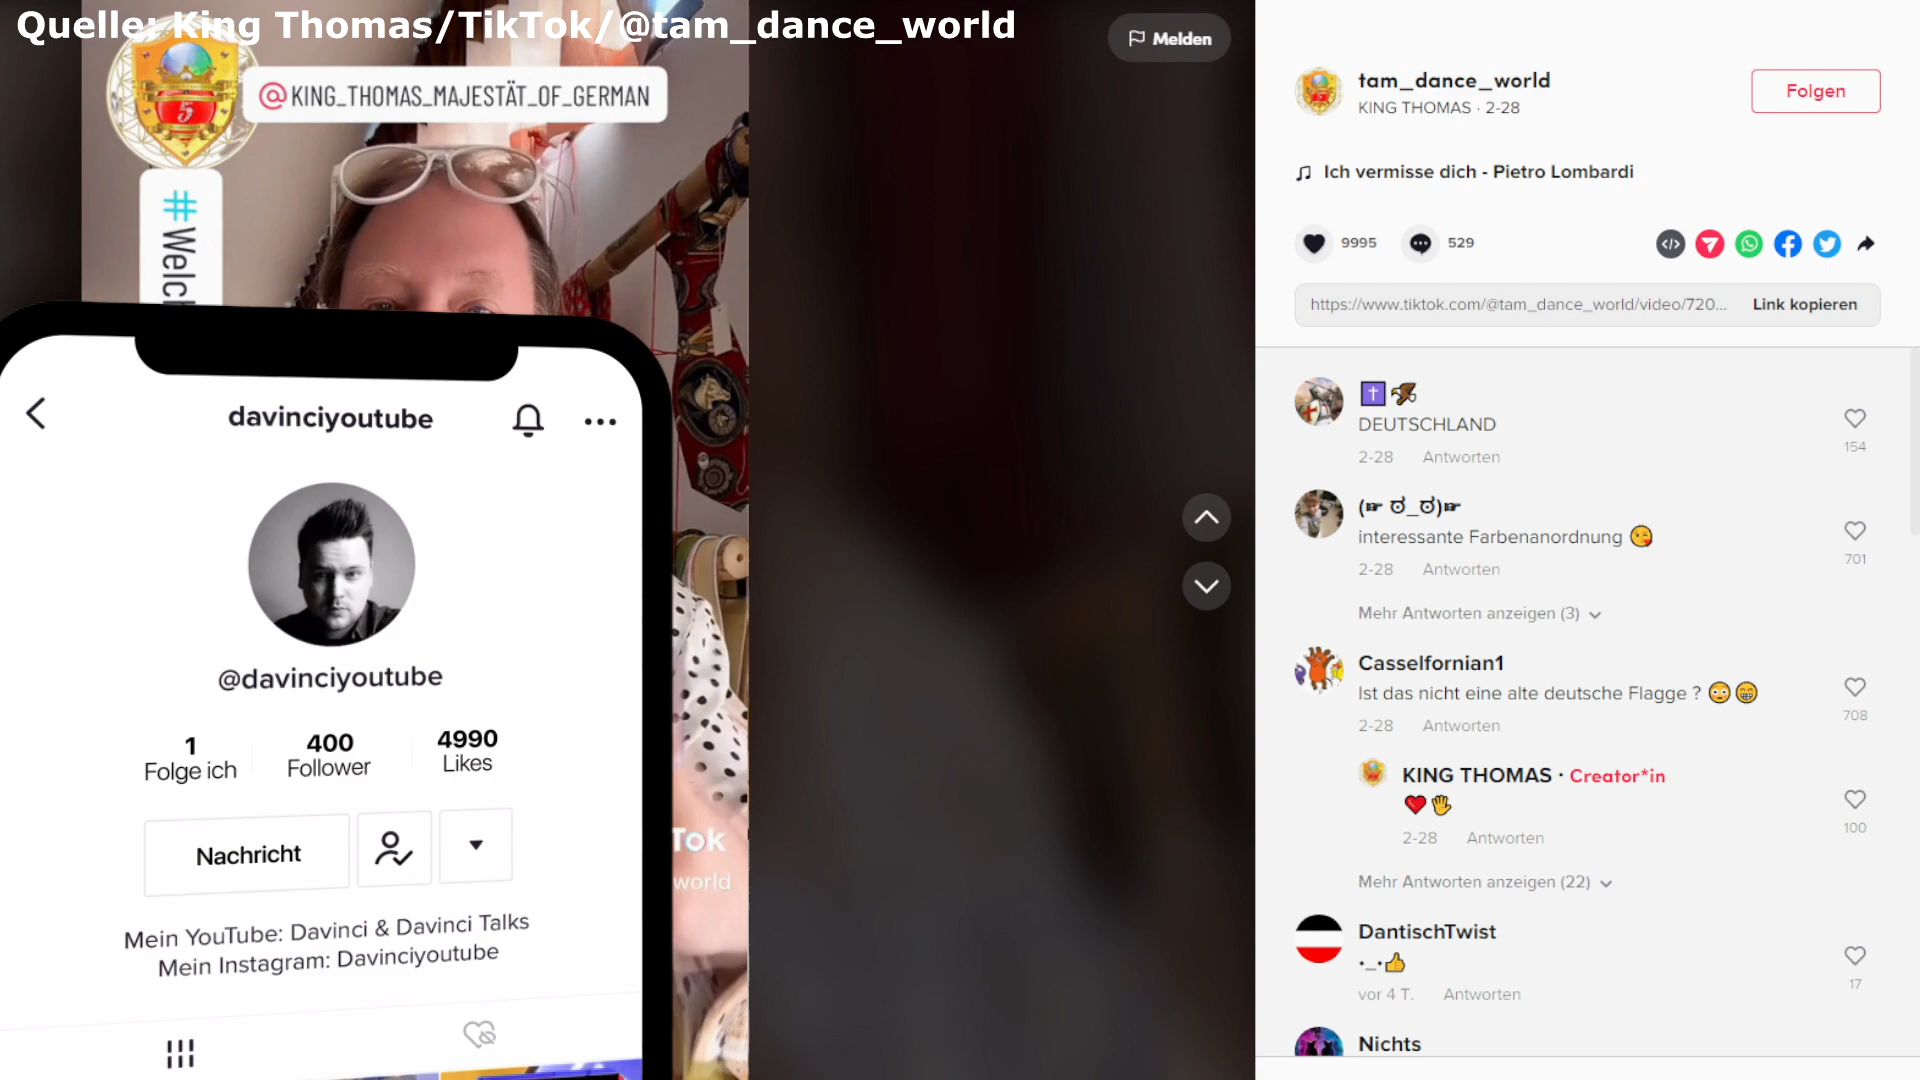 Quelle: King Thomas/TikTok/@tam_dance_world
@KING_THOMAS_MAJESTÄT_OF_GERMAN
5
Melden
davinciyoutube
@davinciyoutube
1
Folge ich
400
Follower
4990
Likes
Nachricht
Mein YouTube: Davinci & Davinci Talks
Mein Instagram: Davinciyoutube
Tok
world
tam_dance_world
KING THOMAS · 2-28
Folgen
Ich vermisse dich - Pietro Lombardi
9995
529
https://www.tiktok.com/@tam_dance_world/video/720...
Link kopieren
DEUTSCHLAND
2-28 Antworten
154
(☞ ಠ_ಠ)☞
interessante Farbenanordnung 😘
2-28 Antworten
701
Mehr Antworten anzeigen (3)
Casselfornian1
Ist das nicht eine alte deutsche Flagge ? 😳😁
2-28 Antworten
708
KING THOMAS · Creator*in
❤️👋
2-28 Antworten
100
Mehr Antworten anzeigen (22)
DantischTwist
•_•👍
vor 4 T. Antworten
17
Nichts